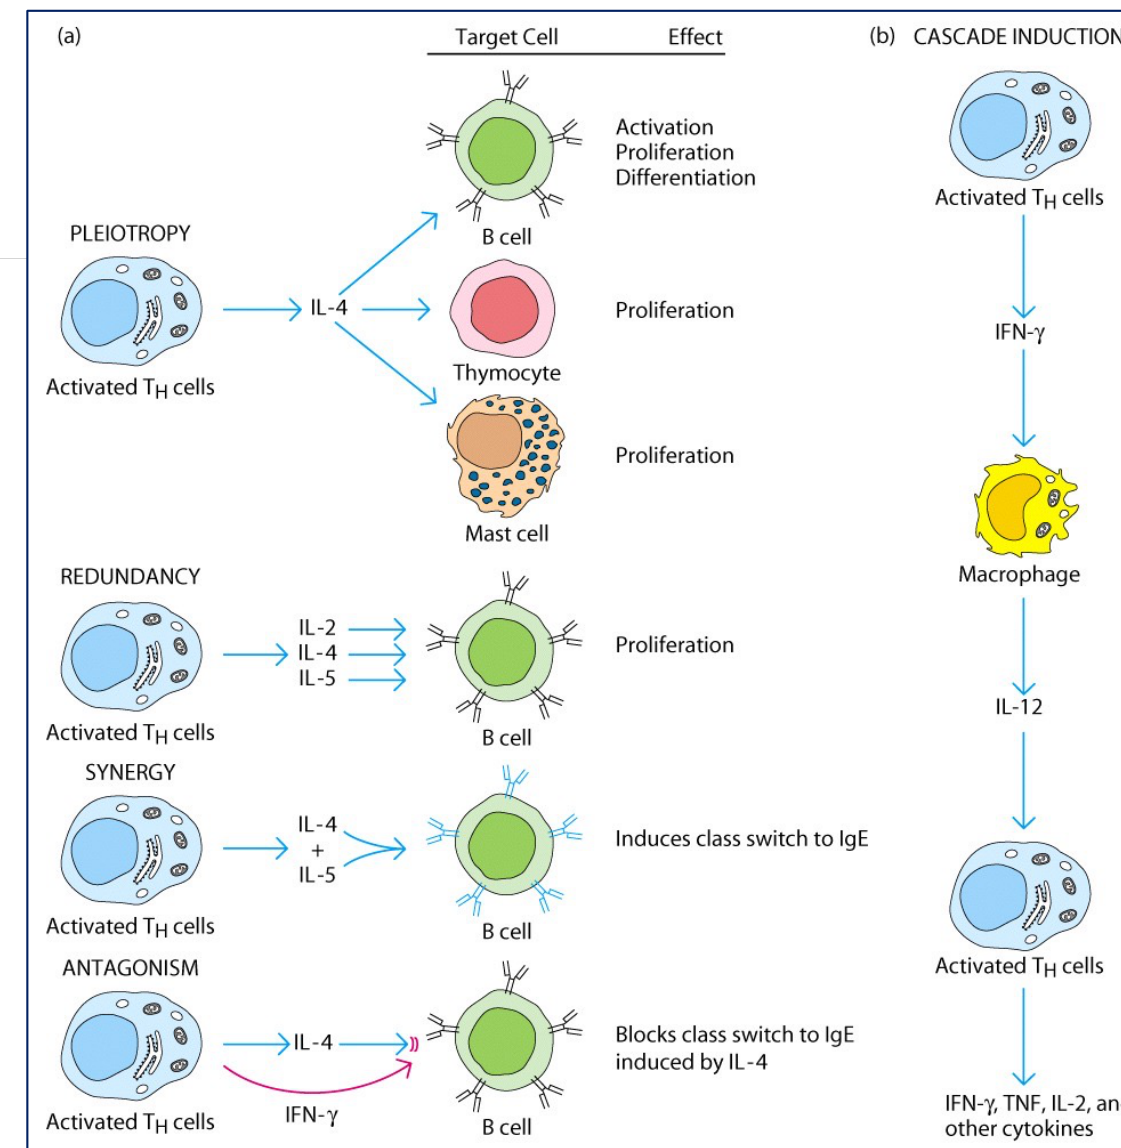 (a)
Target Cell Effect
Activation
Proliferation
Differentiation
B cell
PLEIOTROPY
Activated TH cells
IL-4
Proliferation
Thymocyte
Proliferation
Mast cell
REDUNDANCY
Activated TH cells
IL-2
IL-4
IL-5
Proliferation
B cell
SYNERGY
Activated TH cells
IL-4
+
IL-5
Induces class switch to IgE
B cell
ANTAGONISM
Activated TH cells
IL-4
IFN-γ
Blocks class switch to IgE
induced by IL-4
B cell
(b) CASCADE INDUCTION
Activated TH cells
IFN-γ
Macrophage
IL-12
Activated TH cells
IFN-γ, TNF, IL-2, an
other cytokines